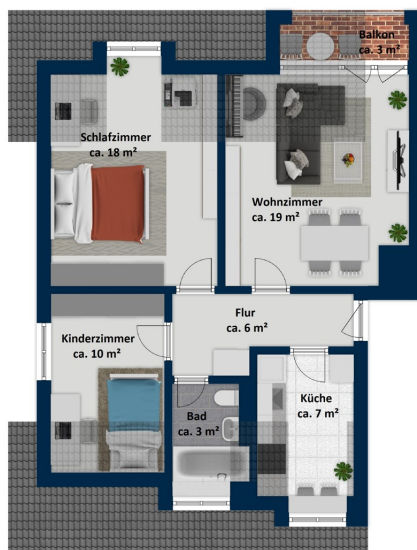 Balkon
ca. 3 m²
Schlafzimmer
ca. 18 m²
Wohnzimmer
ca. 19 m²
Flur
ca. 6 m²
Kinderzimmer
ca. 10 m²
Bad
ca. 3 m²
Küche
ca. 7 m²